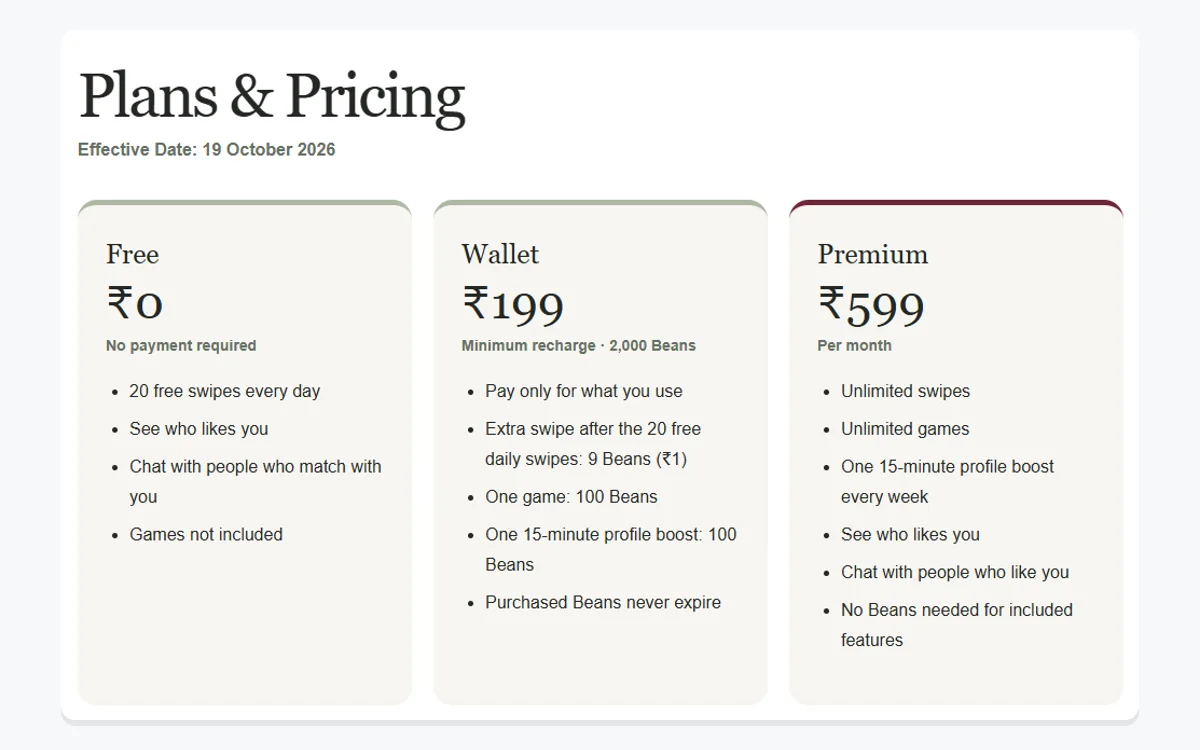 Plans & Pricing
Effective Date: 19 October 2026
Free
₹0
No payment required
20 free swipes every day
See who likes you
Chat with people who match with
you
Games not included
Wallet
₹199
Minimum recharge · 2,000 Beans
Pay only for what you use
Extra swipe after the 20 free
daily swipes: 9 Beans (₹1)
One game: 100 Beans
One 15-minute profile boost: 100
Beans
Purchased Beans never expire
Premium
₹599
Per month
Unlimited swipes
Unlimited games
One 15-minute profile boost
every week
See who likes you
Chat with people who like you
No Beans needed for included
features